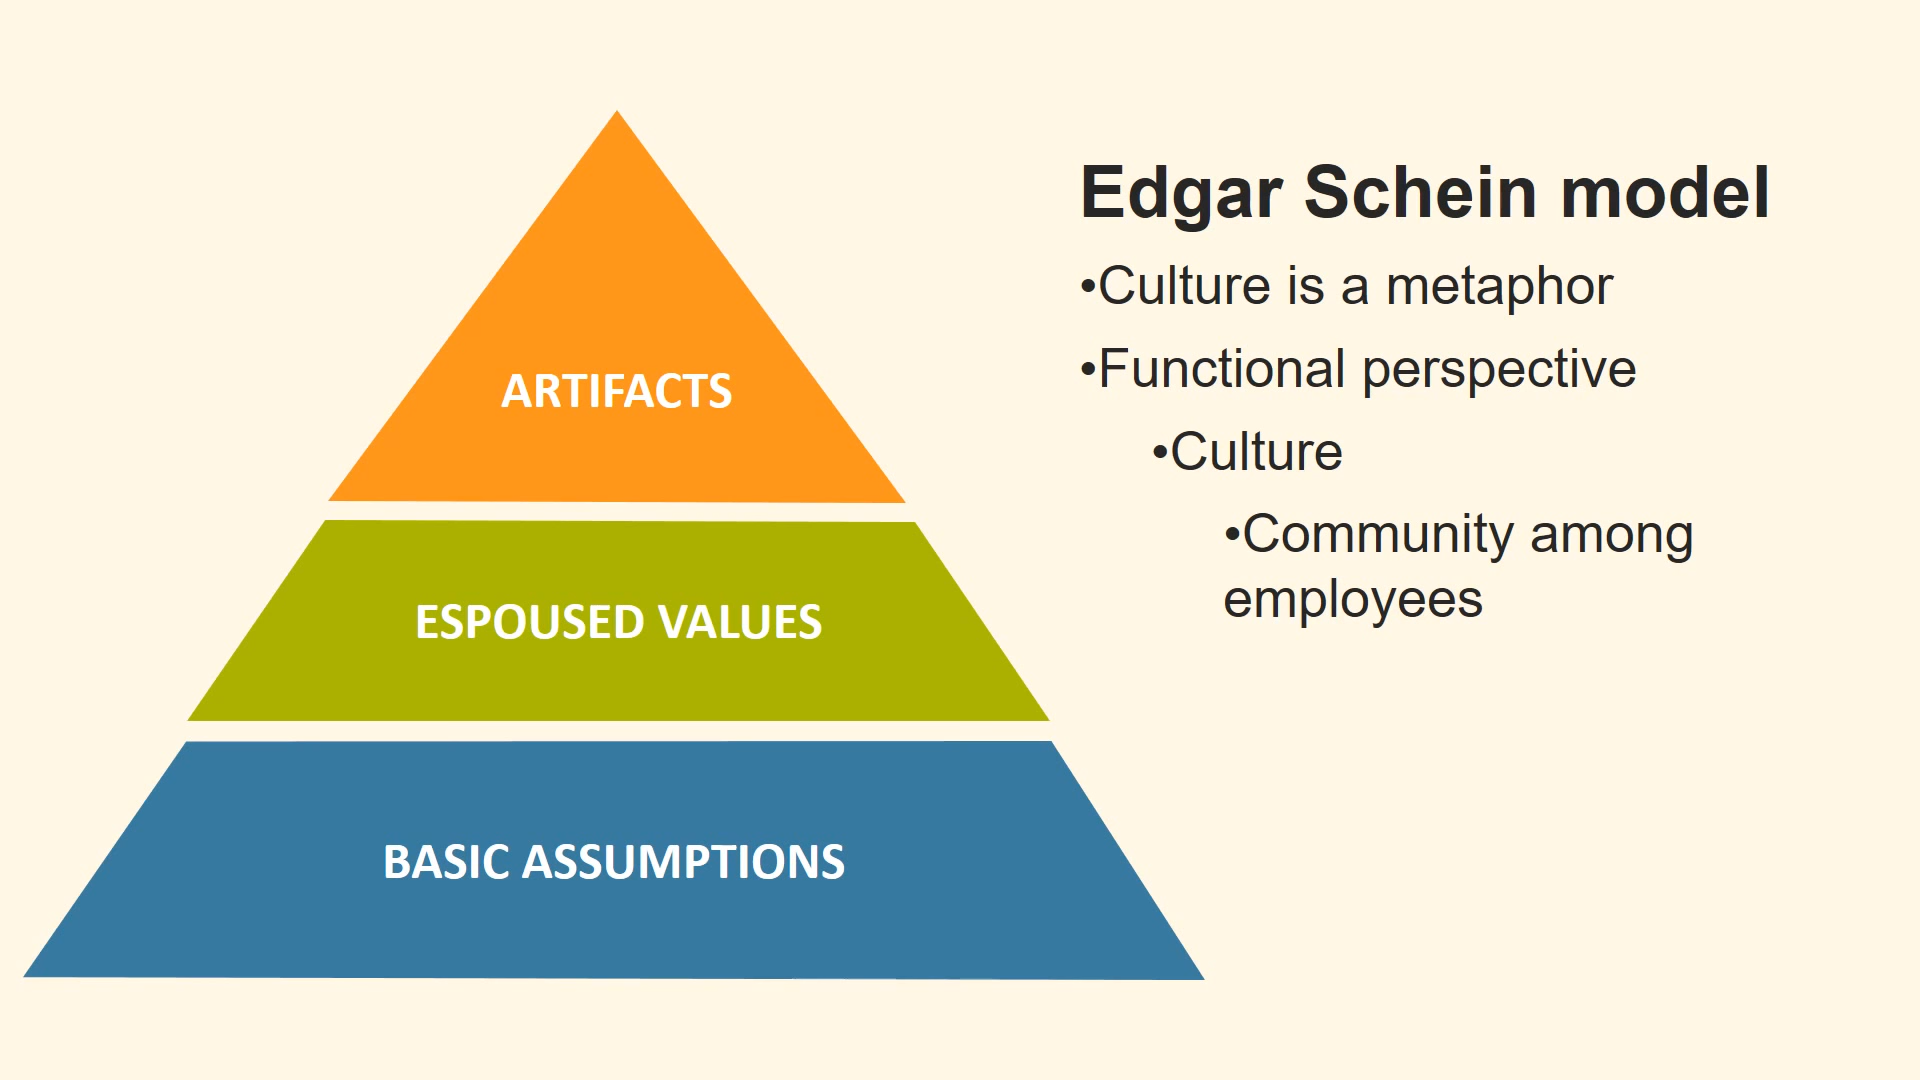 ARTIFACTS
ESPOUSED VALUES
BASIC ASSUMPTIONS
Edgar Schein model
•Culture is a metaphor
•Functional perspective
•Culture
•Community among
employees